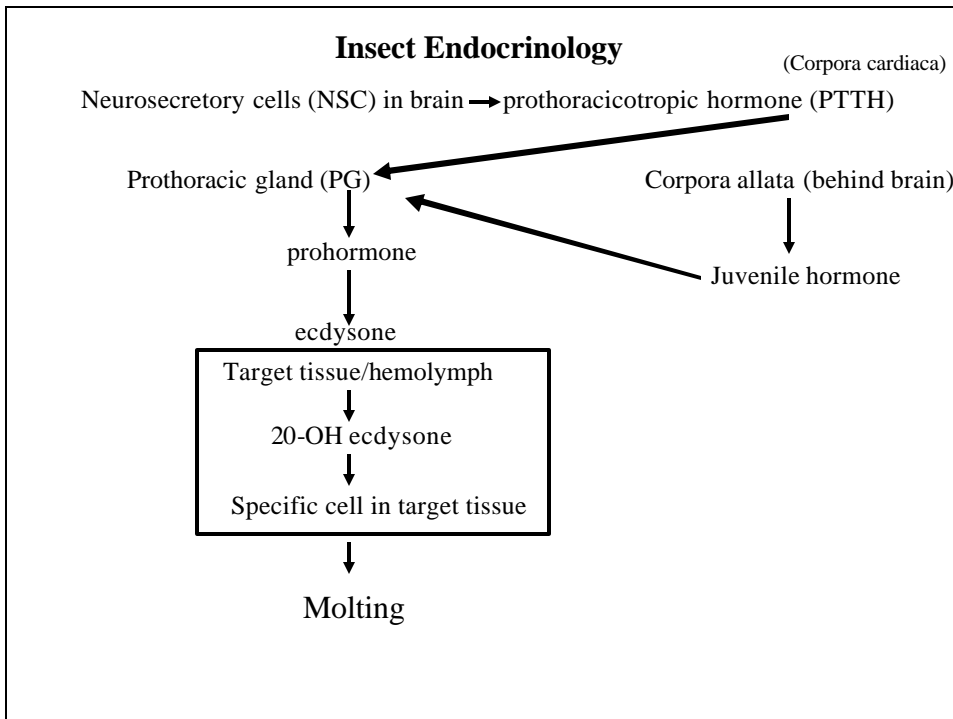 Insect Endocrinology
(Corpora cardiaca)
Neurosecretory cells (NSC) in brain prothoracicotropic hormone (PTTH)
Prothoracic gland (PG)
Corpora allata (behind brain)
prohormone
Juvenile hormone
ecdysone
Target tissue/hemolymph
20-OH ecdysone
Specific cell in target tissue
Molting